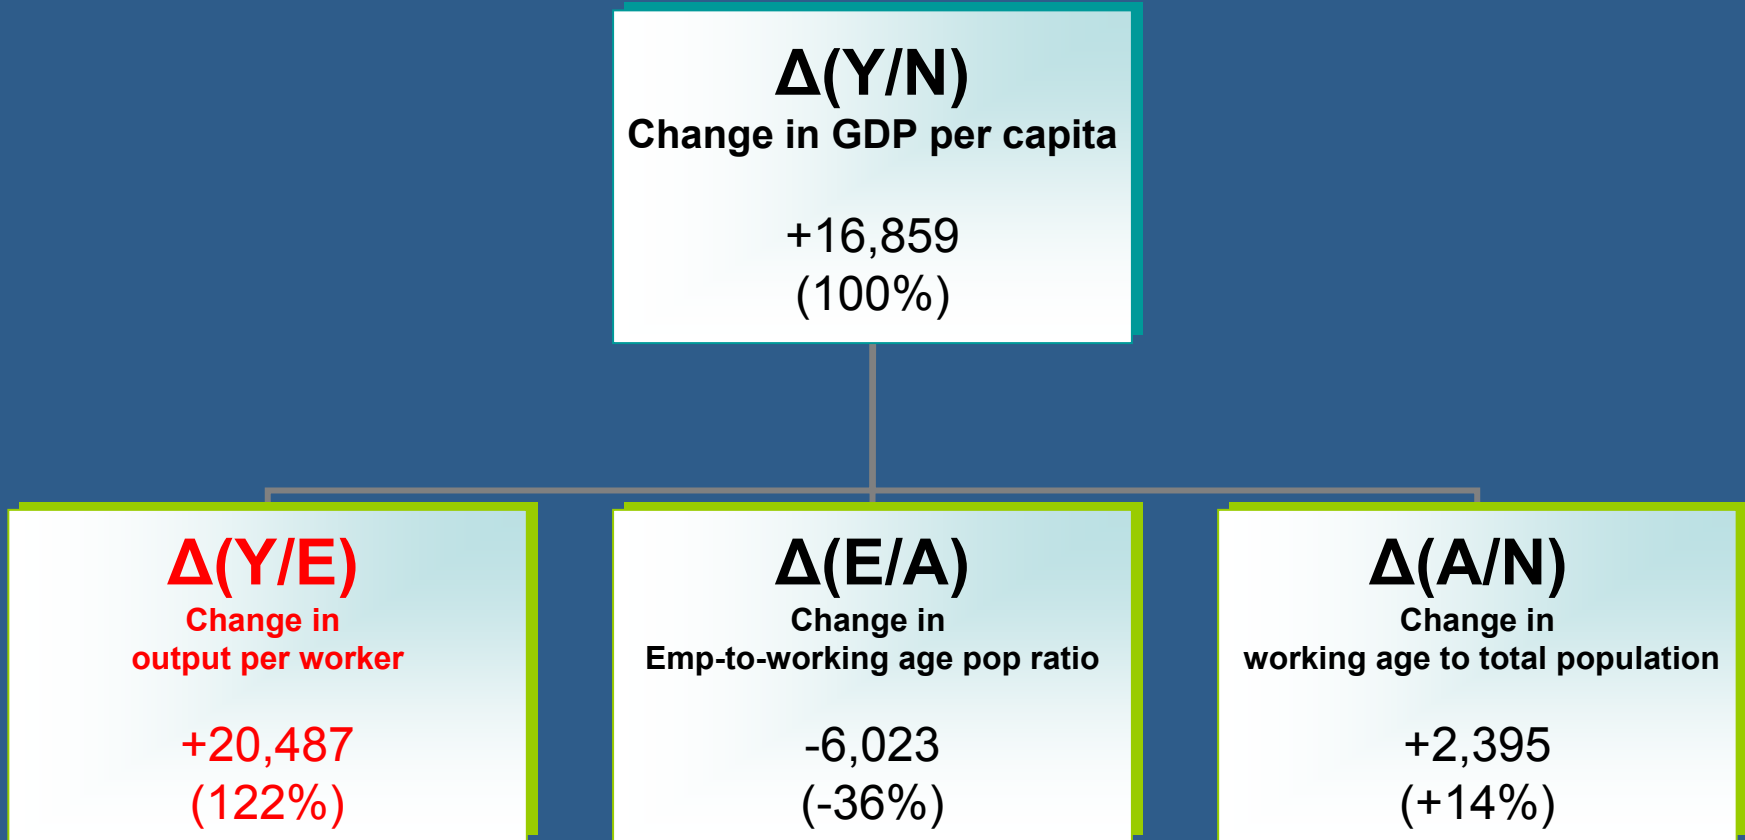 Δ(Y/N)
Change in GDP per capita
+16,859
(100%)
Δ(Y/E)
Change in
output per worker
+20,487
(122%)
Δ(E/A)
Change in
Emp-to-working age pop ratio
-6,023
(-36%)
Δ(A/N)
Change in
working age to total population
+2,395
(+14%)